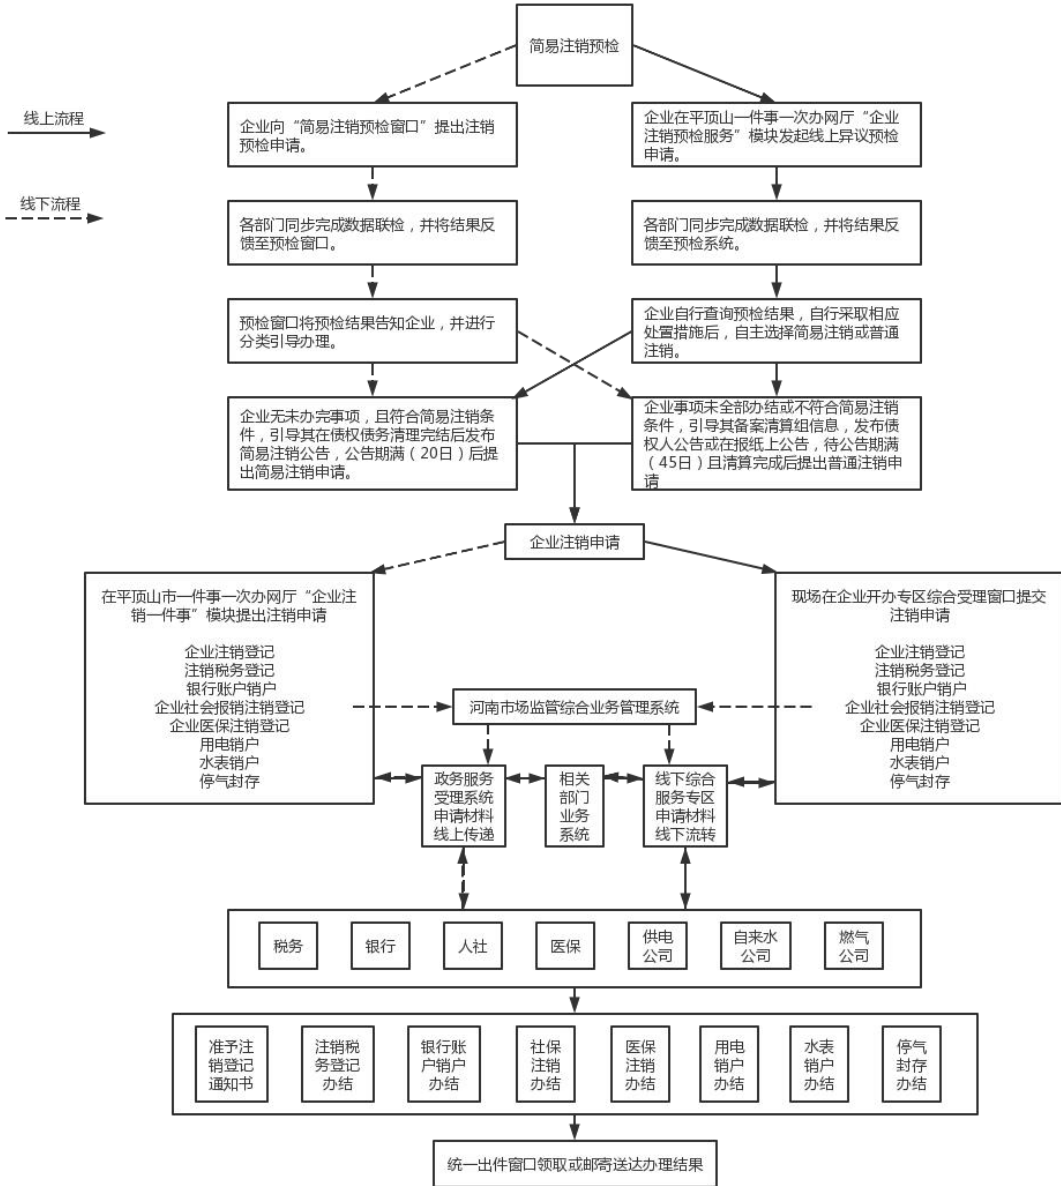 简易注销预检
线上流程
线下流程
企业向“简易注销预检窗口”提出注销
预检申请。
企业在平顶山一件事一次办网厅“企业
注销预检服务”模块发起线上异议预检
申请。
各部门同步完成数据联检，并将结果反
馈至预检窗口。
各部门同步完成数据联检，并将结果反
馈至预检系统。
预检窗口将预检结果告知企业，并进行
分类引导办理。
企业自行查询预检结果，自行采取相应
处置措施后，自主选择简易注销或普通
注销。
企业无未办完事项，且符合简易注销条
件，引导其在债权债务清理完结后发布
简易注销公告，公告期满（20日）后提
出简易注销申请。
企业事项未全部办结或不符合简易注销
条件，引导其备案清算组信息，发布债
权人公告或在报纸上公告，待公告期满
（45日）且清算完成后提出普通注销申
请
企业注销申请
在平顶山市一件事一次办网厅“企业注
销一件事”模块提出注销申请
企业注销登记
注销税务登记
银行账户销户
企业社会报销注销登记
企业医保注销登记
用电销户
水表销户
停气封存
现场在企业开办专区综合受理窗口提交
注销申请
企业注销登记
注销税务登记
银行账户销户
企业社会报销注销登记
企业医保注销登记
用电销户
水表销户
停气封存
河南市场监管综合业务管理系统
政务服务
受理系统
申请材料
线上传递
相关
部门
业务
系统
线下综合
服务专区
申请材料
线下流转
税务
银行
人社
医保
供电
公司
自来水
公司
燃气
公司
准予注
销登记
通知书
注销税
务登记
办结
银行账
户销户
办结
社保
注销
办结
医保
注销
办结
用电
销户
办结
水表
销户
办结
停气
封存
办结
统一出件窗口领取或邮寄送达办理结果